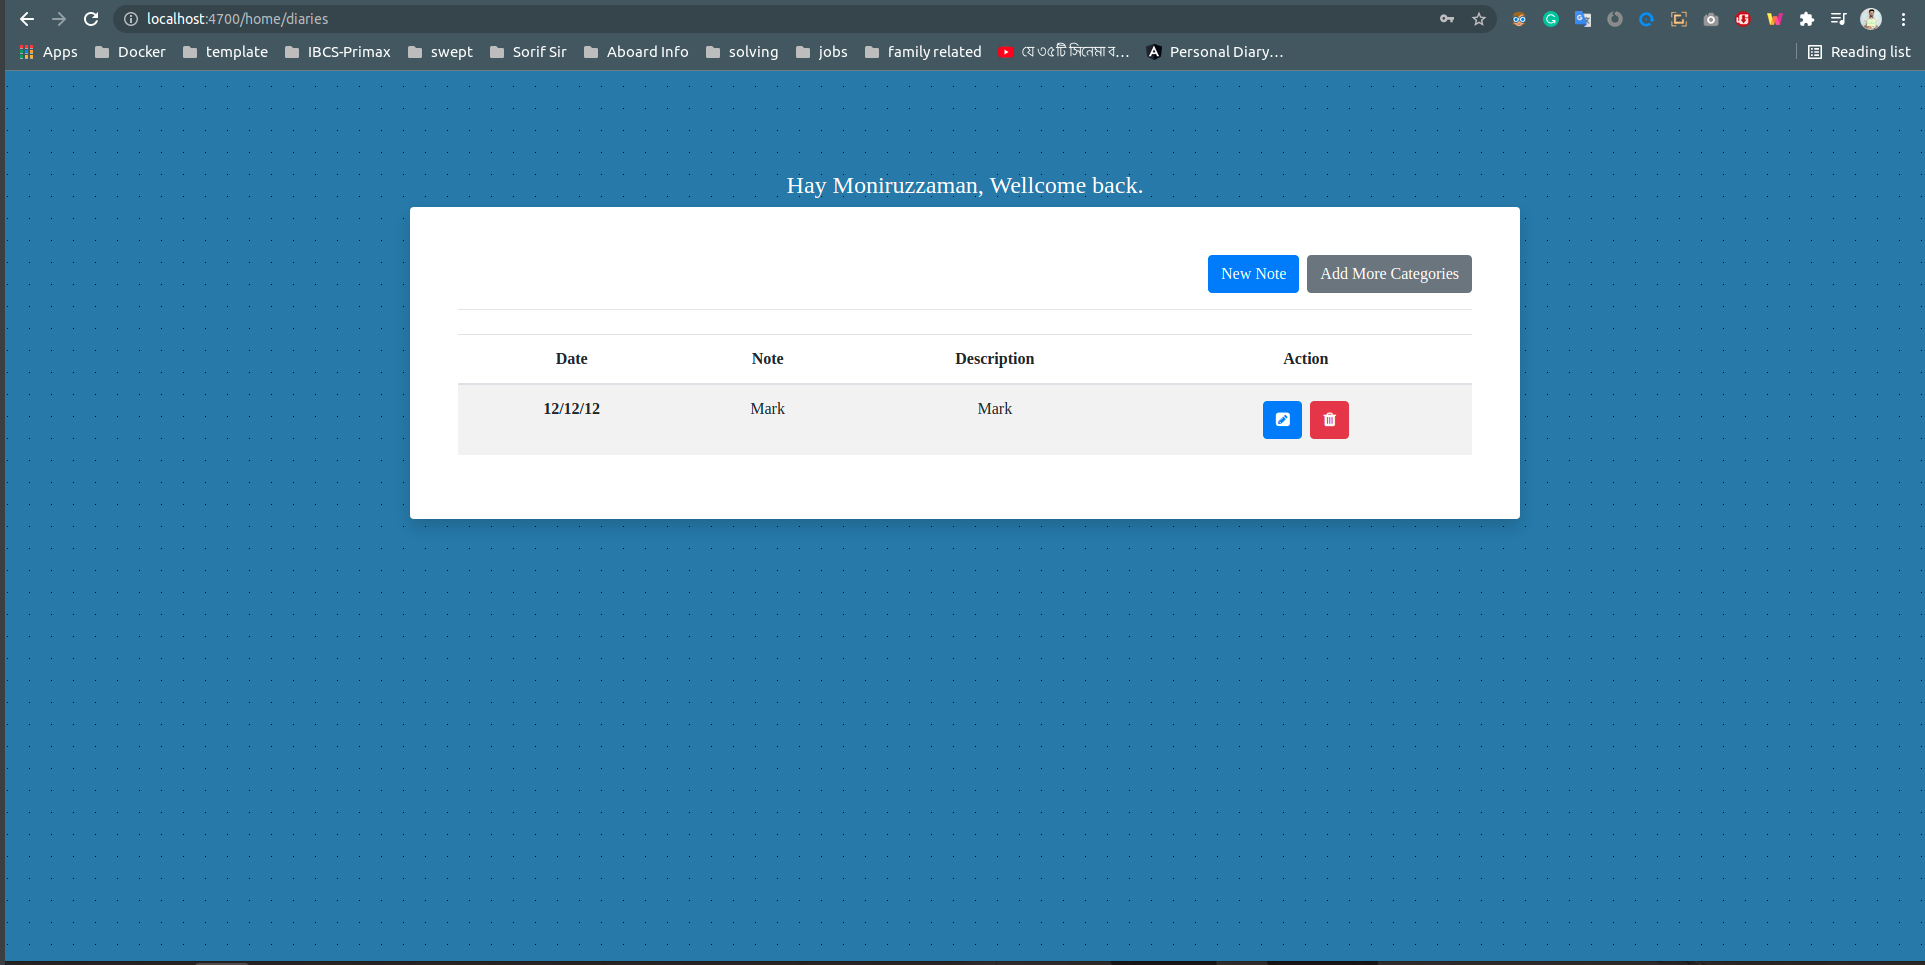 localhost:4700/home/diaries
Apps Docker template IBCS-Primax swept Sorif Sir Aboard Info solving jobs family related যে ৩৫টি সিনেমা ব... Personal Diary... Reading list
Hay Moniruzzaman, Wellcome back.
New Note Add More Categories
Date Note Description Action
12/12/12 Mark Mark